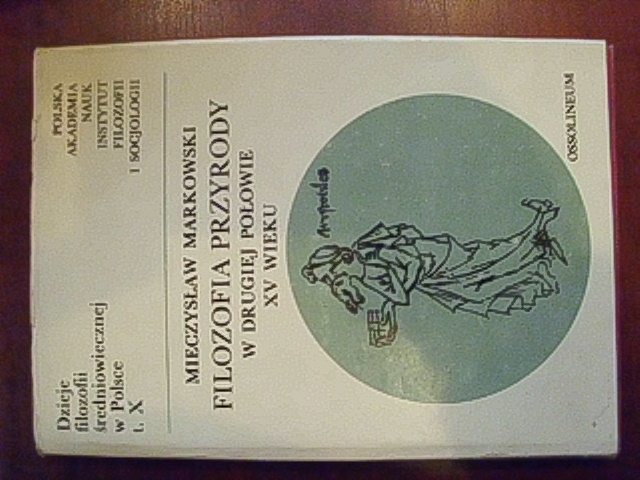 Dzieje
filozofii
średniowiecznej
w Polsce
t. X
POLSKA
AKADEMIA
NAUK
INSTYTUT
FILOZOFII
I SOCJOLOGII
MIECZYSŁAW MARKOWSKI
FILOZOFIA PRZYRODY
W DRUGIEJ POŁOWIE
XV WIEKU
OSSOLINEUM